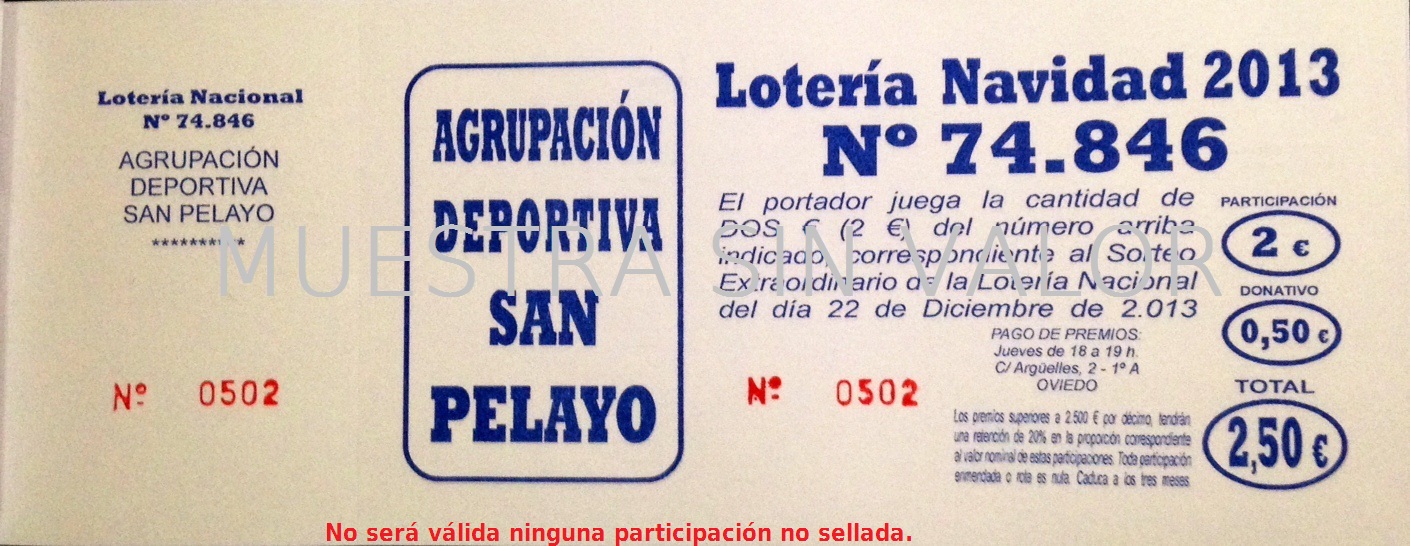 Lotería Nacional
Nº 74.846
AGRUPACIÓN
DEPORTIVA
SAN PELAYO
**********
Nº 0502
AGRUPACIÓN
DEPORTIVA
SAN
PELAYO
Lotería Navidad 2013
Nº 74.846
El portador juega la cantidad de
DOS € (2 €) del número arriba
indicado, correspondiente al Sorteo
Extraordinario de la Lotería Nacional
del día 22 de Diciembre de 2.013
PAGO DE PREMIOS:
Jueves de 18 a 19 h.
C/ Argüelles, 2 - 1º A
OVIEDO
Nº 0502
Los premios superiores a 2.500 € por décimo, tendrán
una retención de 20% en la proporción correspondiente
al valor nominal de estas participaciones. Toda participación
enmendada o rota es nula. Caduca a los tres meses
PARTICIPACIÓN
2 €
DONATIVO
0,50 €
TOTAL
2,50 €
MUESTRA SIN VALOR
No será válida ninguna participación no sellada.